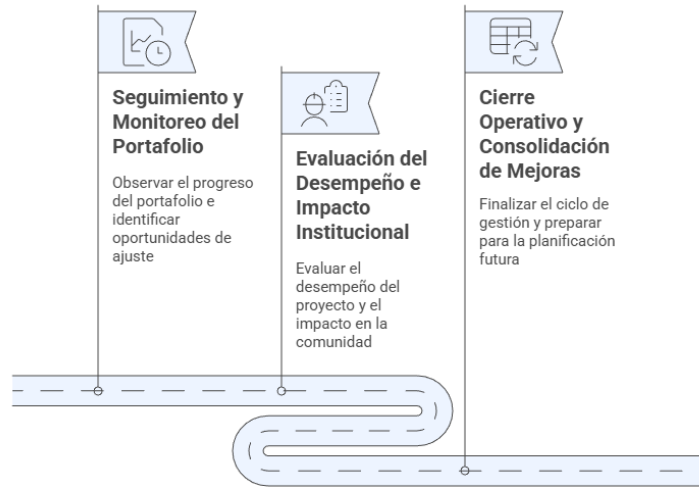 Seguimiento y
Monitoreo del
Portafolio
Observar el progreso
del portafolio e
identificar
oportunidades de
ajuste
Evaluación del
Desempeño e
Impacto
Institucional
Evaluar el
desempeño del
proyecto y el
impacto en la
comunidad
Cierre
Operativo y
Consolidación
de Mejoras
Finalizar el ciclo de
gestión y preparar
para la planificación
futura